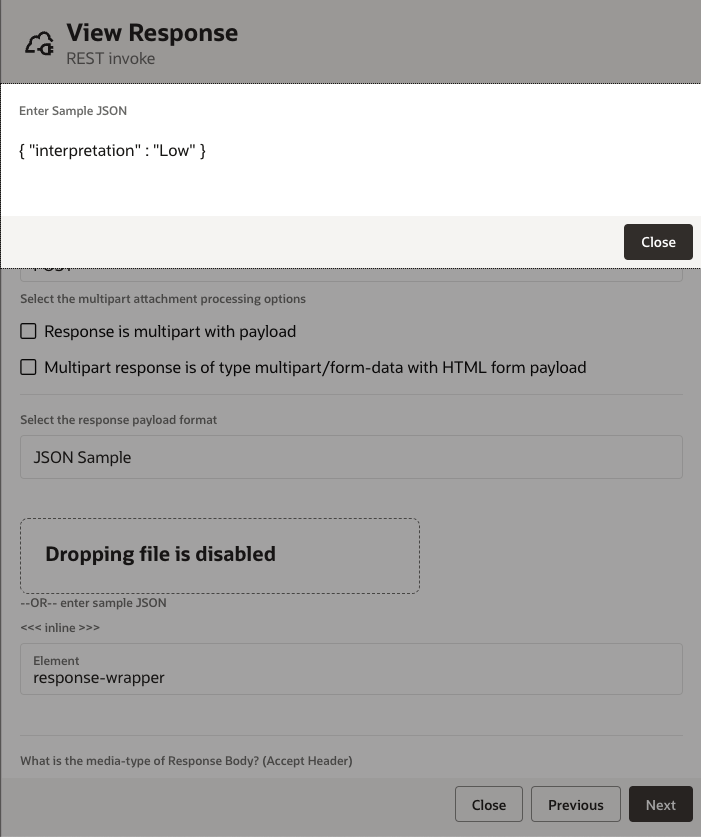 View Response
REST invoke
Enter Sample JSON
{ "interpretation" : "Low" }
Close
Select the multipart attachment processing options
Response is multipart with payload
Multipart response is of type multipart/form-data with HTML form payload
Select the response payload format
JSON Sample
Dropping file is disabled
--OR-- enter sample JSON
<<< inline >>>
Element
response-wrapper
What is the media-type of Response Body? (Accept Header)
Close Previous Next